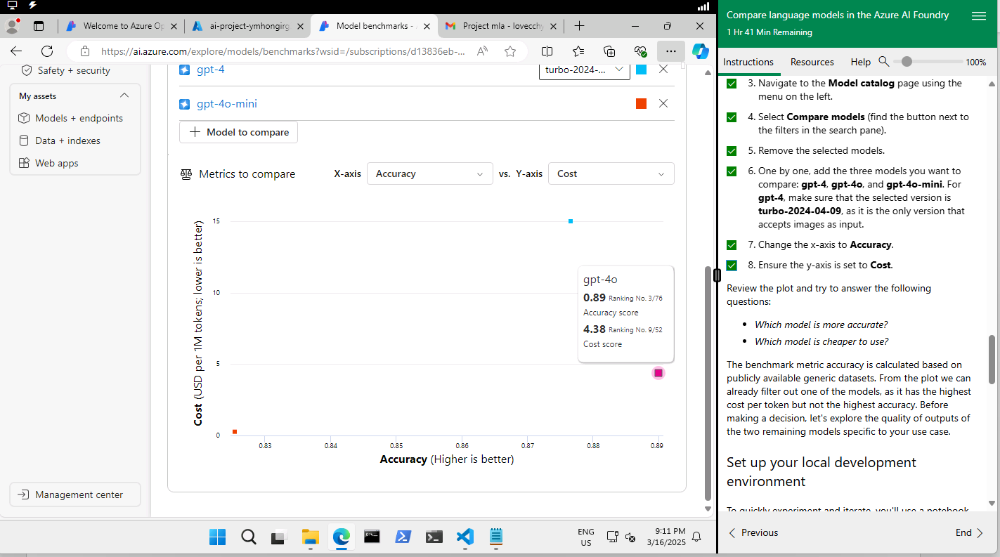 Welcome to Azure Op
ai-project-ymhongirg
Model benchmarks - A
Project mla - lovecchy
https://ai.azure.com/explore/models/benchmarks?wsid=/subscriptions/d13836eb-...
Safety + security
My assets
Models + endpoints
Data + indexes
Web apps
Management center
gpt-4
turbo-2024-...
gpt-4o-mini
Model to compare
Metrics to compare
X-axis
Accuracy
vs.
Y-axis
Cost
Cost (USD per 1M tokens; lower is better)
15
10
5
0
gpt-4o
0.89 Ranking No. 3/76
Accuracy score
4.38 Ranking No. 9/52
Cost score
0.83
0.84
0.85
0.86
0.87
0.88
0.89
Accuracy (Higher is better)
ENG
US
9:11 PM
3/16/2025
Compare language models in the Azure AI Foundry
1 Hr 41 Min Remaining
Instructions
Resources
Help
100%
3. Navigate to the Model catalog page using the
menu on the left.
4. Select Compare models (find the button next to
the filters in the search pane).
5. Remove the selected models.
6. One by one, add the three models you want to
compare: gpt-4, gpt-4o, and gpt-4o-mini. For
gpt-4, make sure that the selected version is
turbo-2024-04-09, as it is the only version that
accepts images as input.
7. Change the x-axis to Accuracy.
8. Ensure the y-axis is set to Cost.
Review the plot and try to answer the following
questions:
• Which model is more accurate?
• Which model is cheaper to use?
The benchmark metric accuracy is calculated based on
publicly available generic datasets. From the plot we can
already filter out one of the models, as it has the highest
cost per token but not the highest accuracy. Before
making a decision, let's explore the quality of outputs of
the two remaining models specific to your use case.
Set up your local development
environment
To quickly experiment and iterate, you'll use a notebook
Previous
End